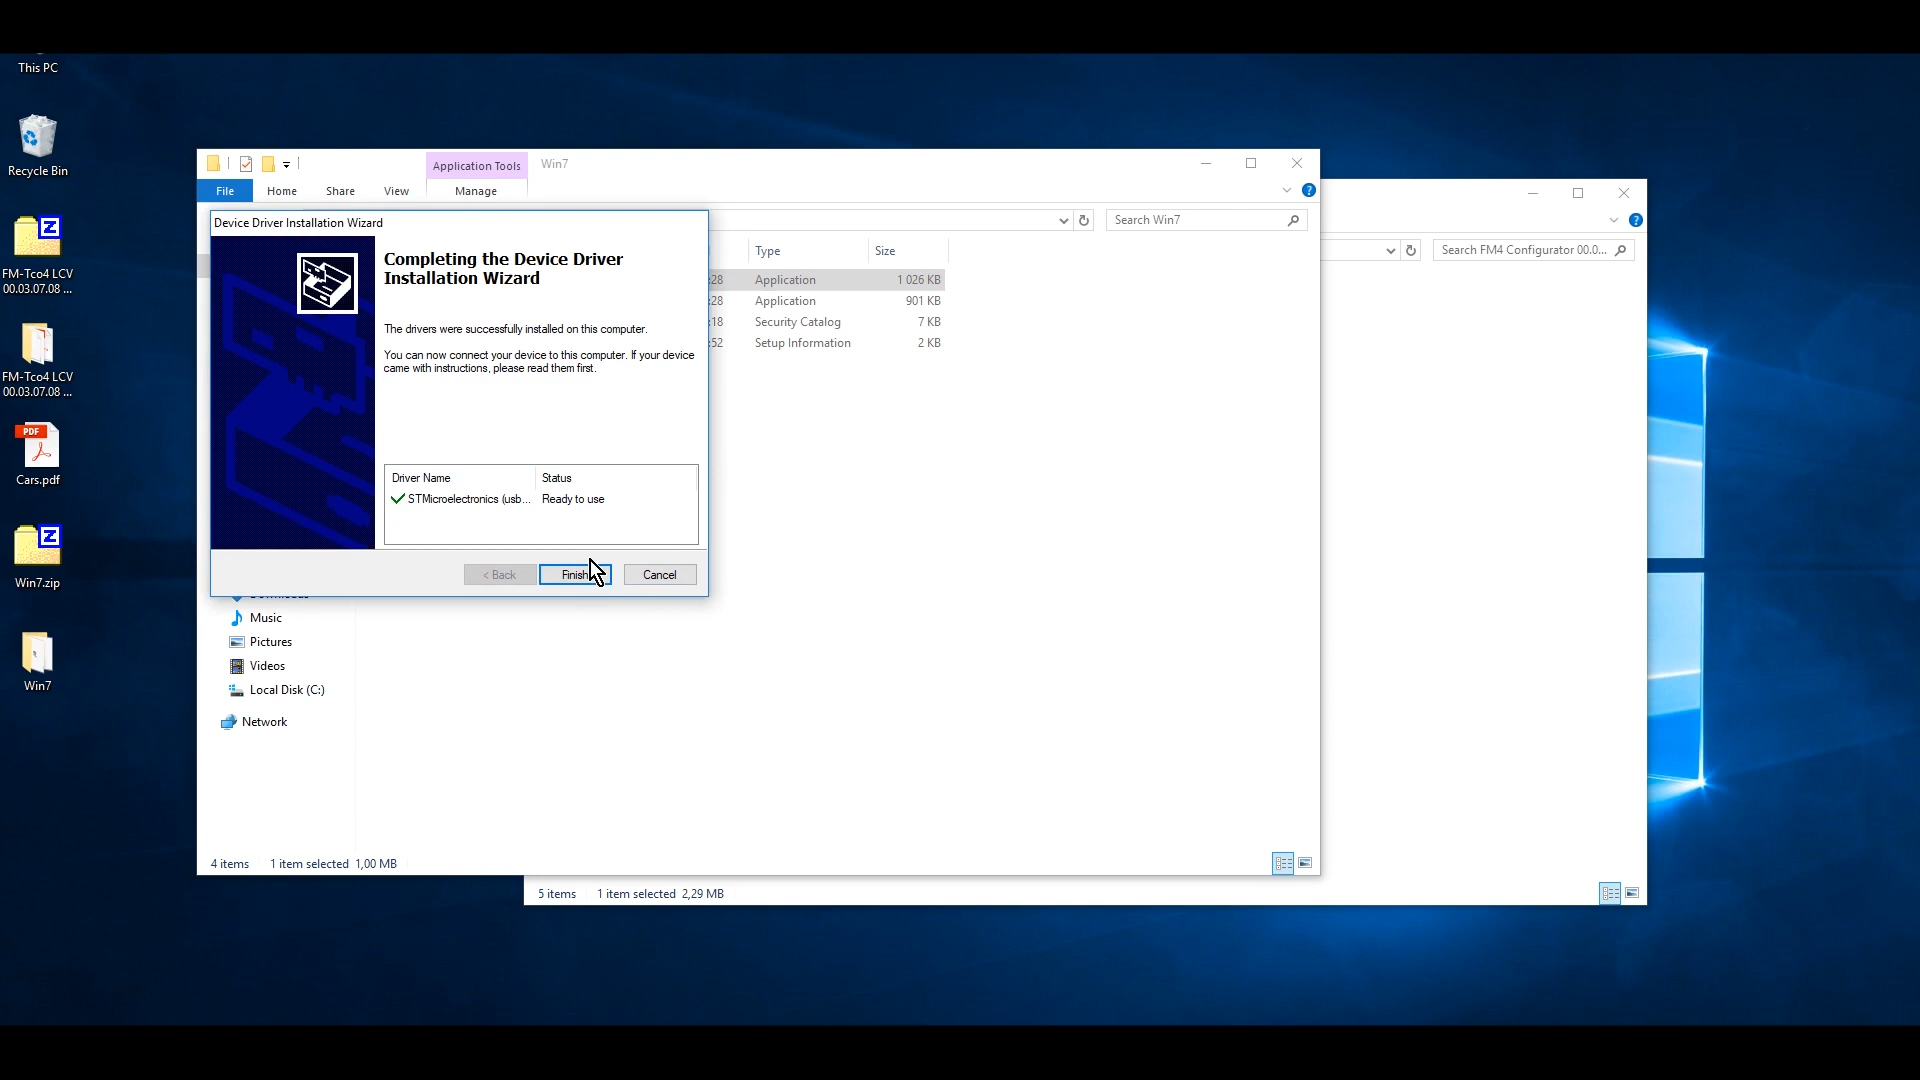 This PC
Recycle Bin
FM-Tco4 LCV
00.03.07.08 ...
FM-Tco4 LCV
00.03.07.08 ...
PDF
Cars.pdf
Win7.zip
Win7
Application Tools
Win7
File
Home
Share
View
Manage
Search Win7
Search FM4 Configurator 00.0...
Type
Size
:28
Application
1 026 KB
:28
Application
901 KB
:18
Security Catalog
7 KB
:52
Setup Information
2 KB
Device Driver Installation Wizard
Completing the Device Driver
Installation Wizard
The drivers were successfully installed on this computer.
You can now connect your device to this computer. If your device
came with instructions, please read them first.
Driver Name
Status
STMicroelectronics (usb...
Ready to use
< Back
Finish
Cancel
Music
Pictures
Videos
Local Disk (C:)
Network
4 items
1 item selected 1,00 MB
5 items
1 item selected 2,29 MB